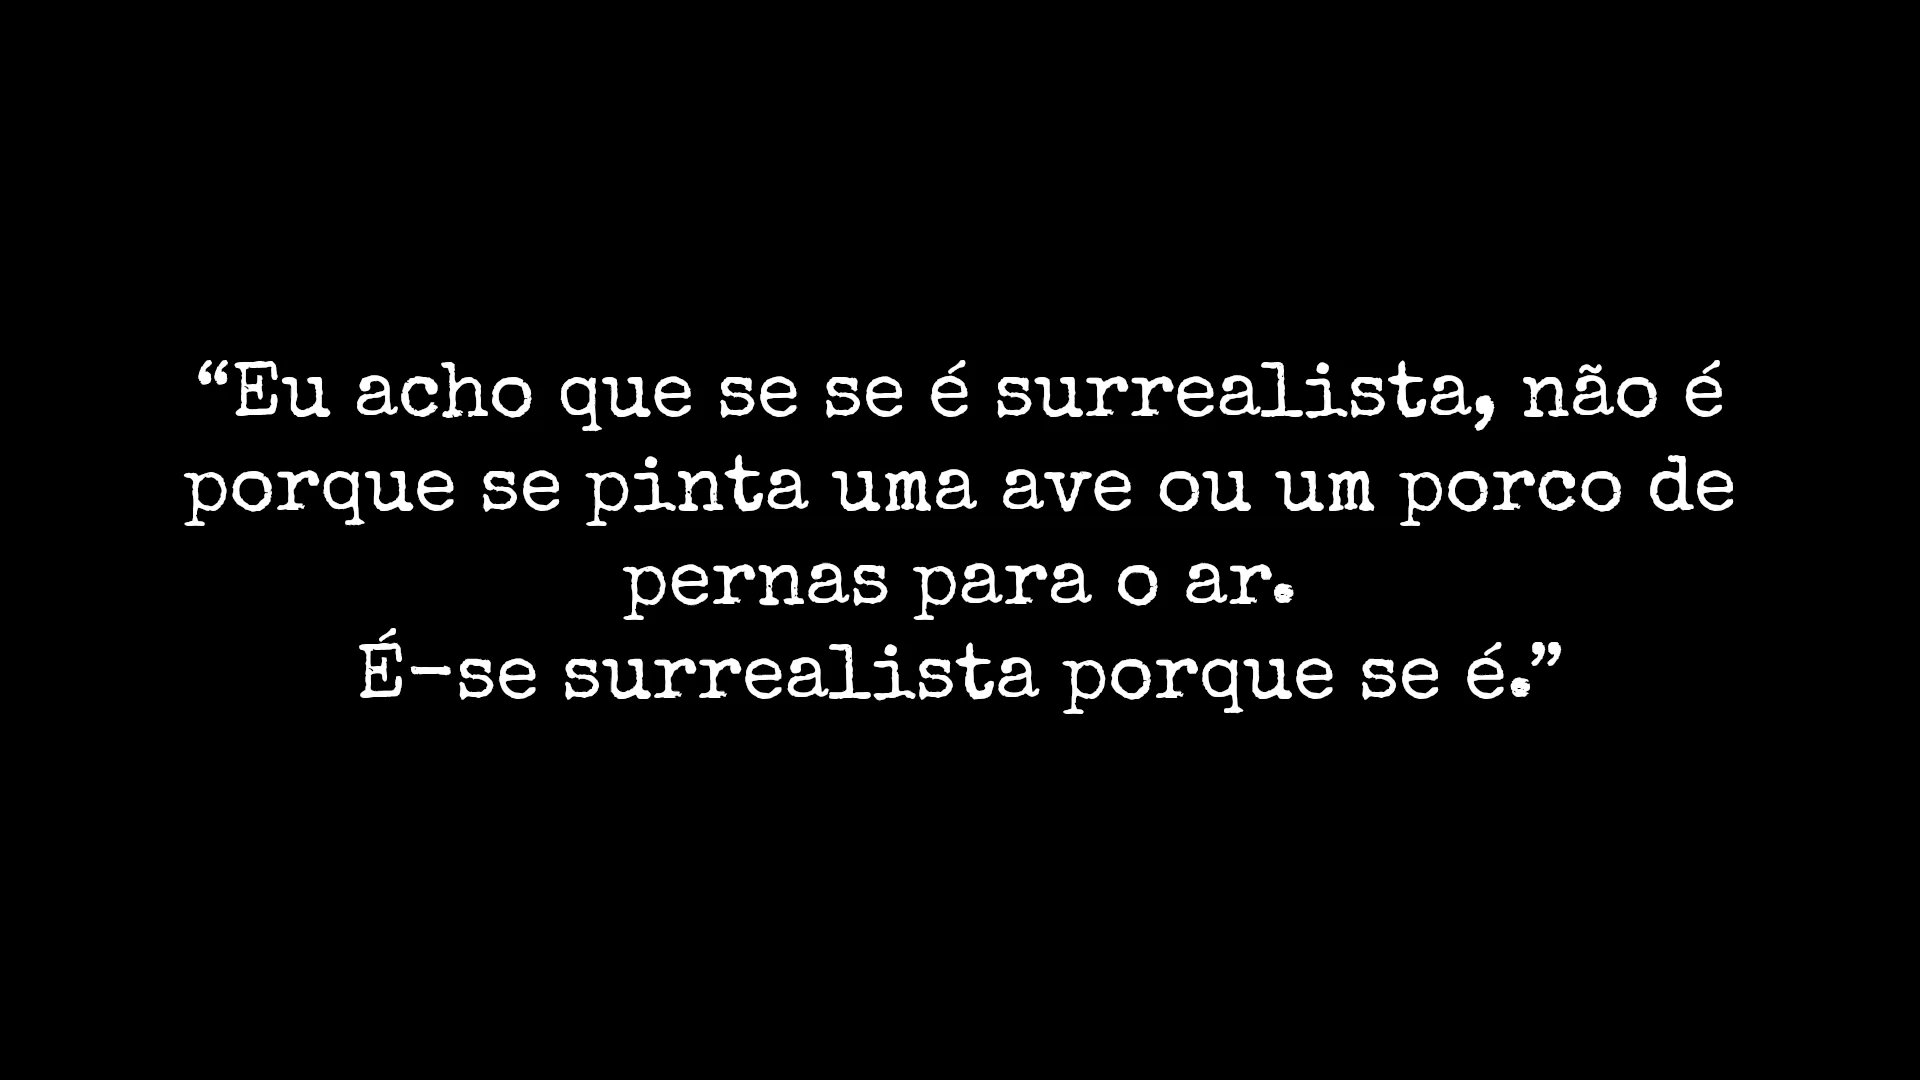 “Eu acho que se se é surrealista, não é
porque se pinta uma ave ou um porco de
pernas para o ar.
É-se surrealista porque se é.”